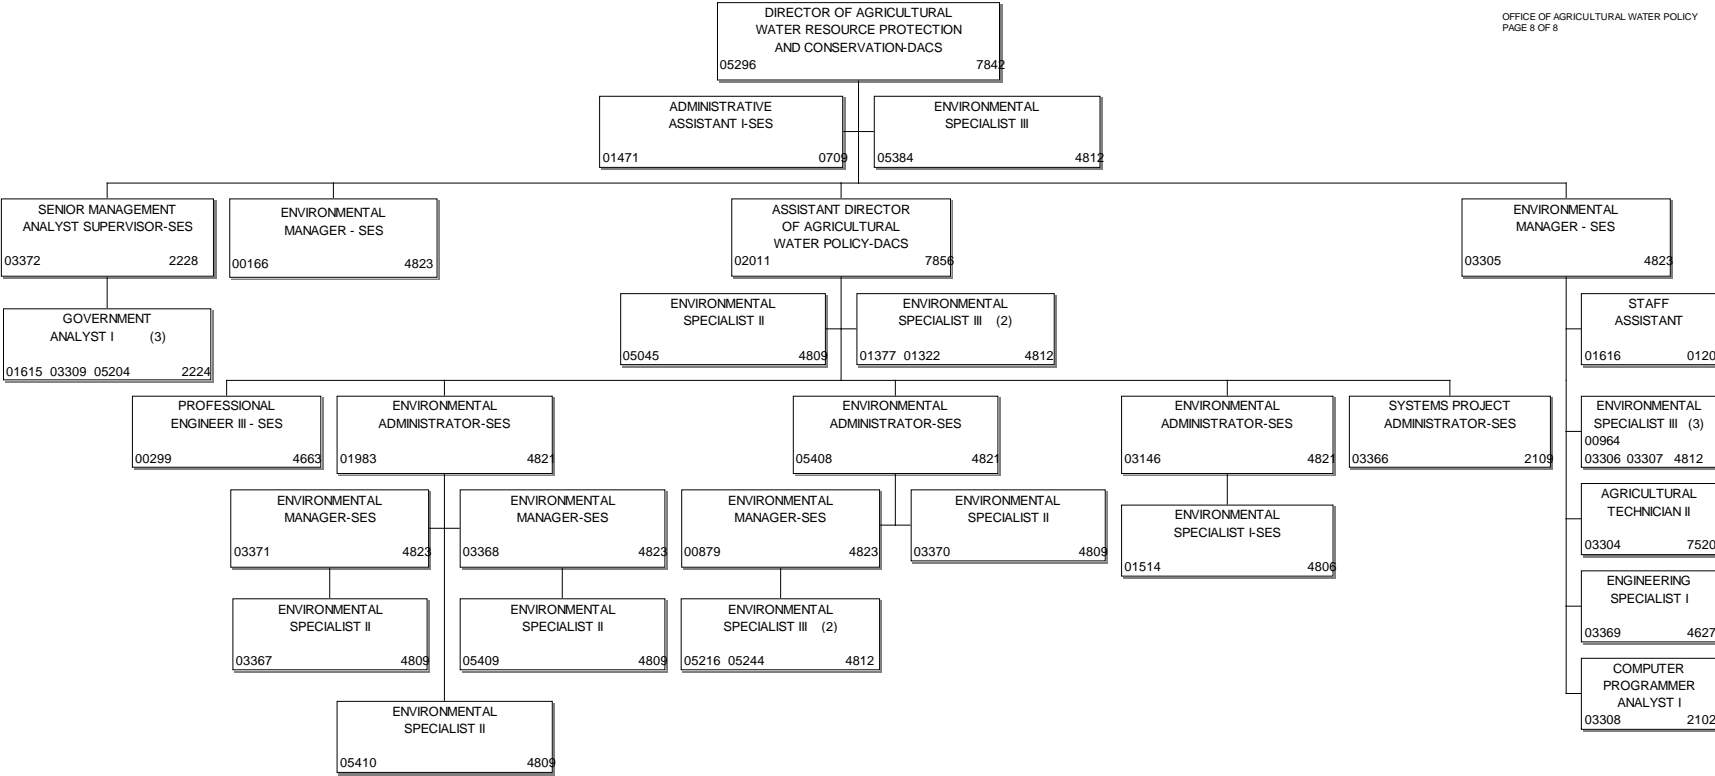 OFFICE OF AGRICULTURAL WATER POLICY
PAGE 8 OF 8
DIRECTOR OF AGRICULTURAL
WATER RESOURCE PROTECTION
AND CONSERVATION-DACS
05296 7842
ADMINISTRATIVE
ASSISTANT I-SES
01471 0709
ENVIRONMENTAL
SPECIALIST III
05384 4812
SENIOR MANAGEMENT
ANALYST SUPERVISOR-SES
03372 2228
ENVIRONMENTAL
MANAGER - SES
00166 4823
ASSISTANT DIRECTOR
OF AGRICULTURAL
WATER POLICY-DACS
02011 7856
ENVIRONMENTAL
MANAGER - SES
03305 4823
GOVERNMENT
ANALYST I (3)
01615 03309 05204 2224
ENVIRONMENTAL
SPECIALIST II
05045 4809
ENVIRONMENTAL
SPECIALIST III (2)
01377 01322 4812
STAFF
ASSISTANT
01616 0120
PROFESSIONAL
ENGINEER III - SES
00299 4663
ENVIRONMENTAL
ADMINISTRATOR-SES
01983 4821
ENVIRONMENTAL
ADMINISTRATOR-SES
05408 4821
ENVIRONMENTAL
ADMINISTRATOR-SES
03146 4821
SYSTEMS PROJECT
ADMINISTRATOR-SES
03366 2109
ENVIRONMENTAL
SPECIALIST III (3)
00964
03306 03307 4812
ENVIRONMENTAL
MANAGER-SES
03371 4823
ENVIRONMENTAL
MANAGER-SES
03368 4823
ENVIRONMENTAL
MANAGER-SES
00879 4823
ENVIRONMENTAL
SPECIALIST II
03370 4809
ENVIRONMENTAL
SPECIALIST I-SES
01514 4806
AGRICULTURAL
TECHNICIAN II
03304 7520
ENVIRONMENTAL
SPECIALIST II
03367 4809
ENVIRONMENTAL
SPECIALIST II
05409 4809
ENVIRONMENTAL
SPECIALIST III (2)
05216 05244 4812
ENGINEERING
SPECIALIST I
03369 4627
ENVIRONMENTAL
SPECIALIST II
05410 4809
COMPUTER
PROGRAMMER
ANALYST I
03308 2102